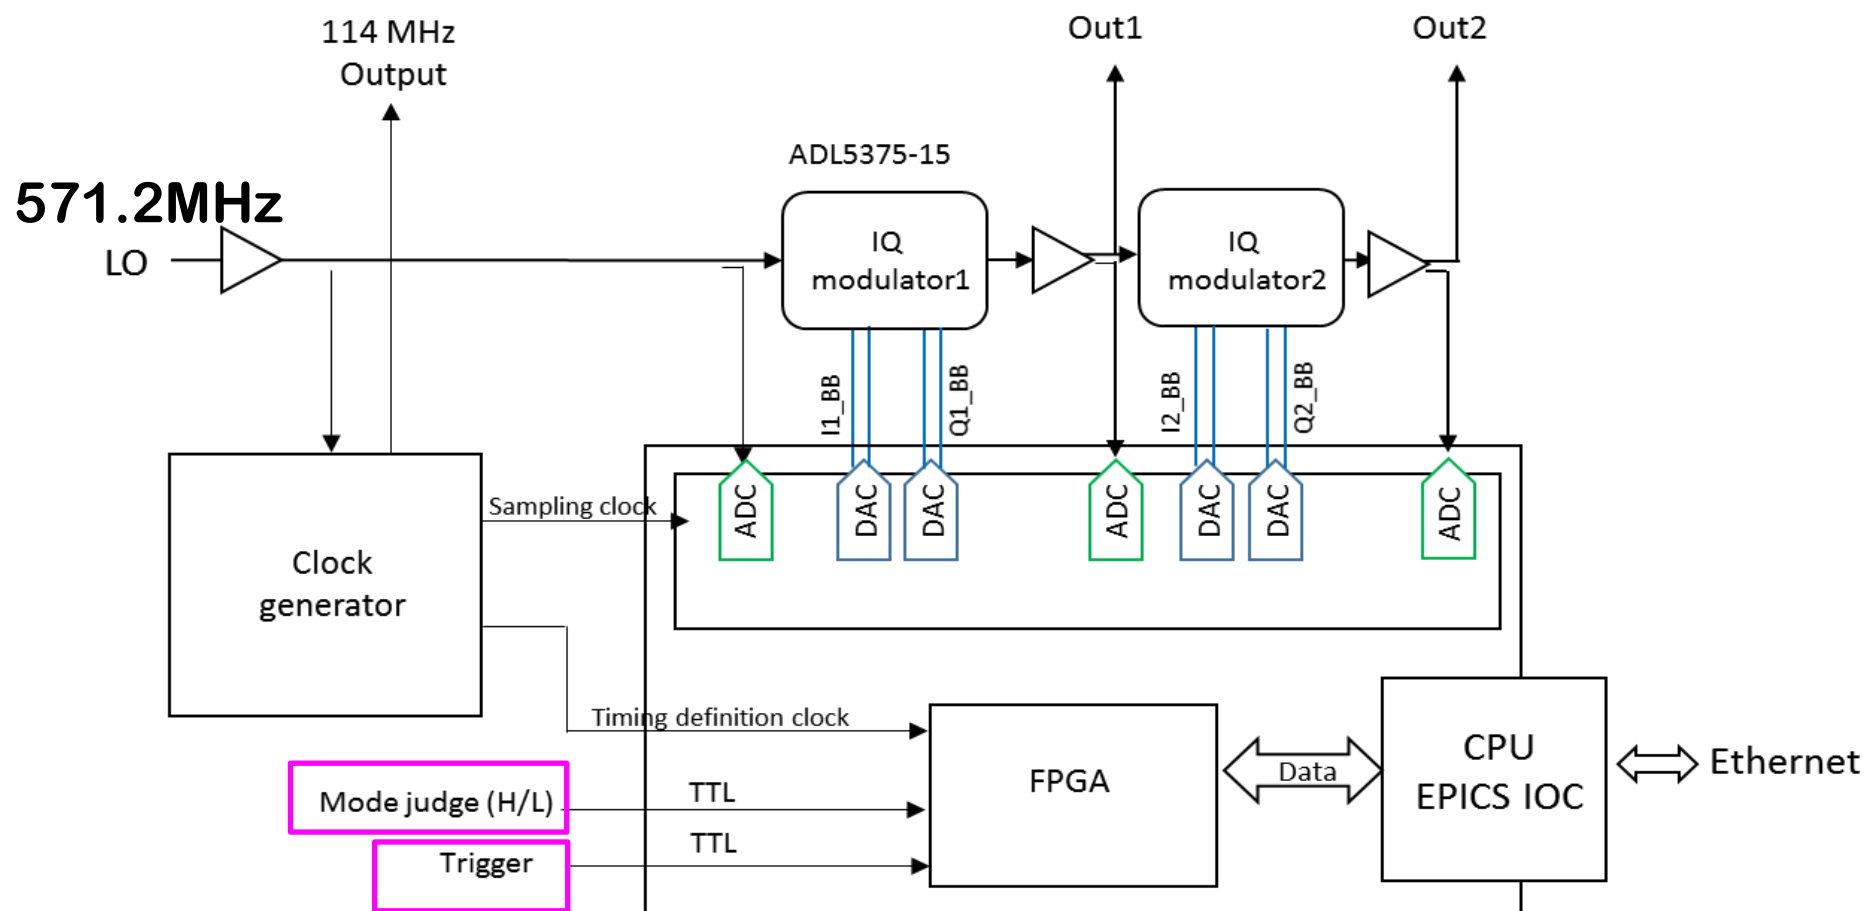 114 MHz
Output
Out1
Out2
ADL5375-15
571.2MHz
LO
IQ
modulator1
IQ
modulator2
I1_BB
Q1_BB
I2_BB
Q2_BB
ADC
DAC
DAC
ADC
DAC
DAC
ADC
Sampling clock
Clock
generator
Timing definition clock
Mode judge (H/L)
TTL
Trigger
TTL
FPGA
Data
CPU
EPICS IOC
Ethernet